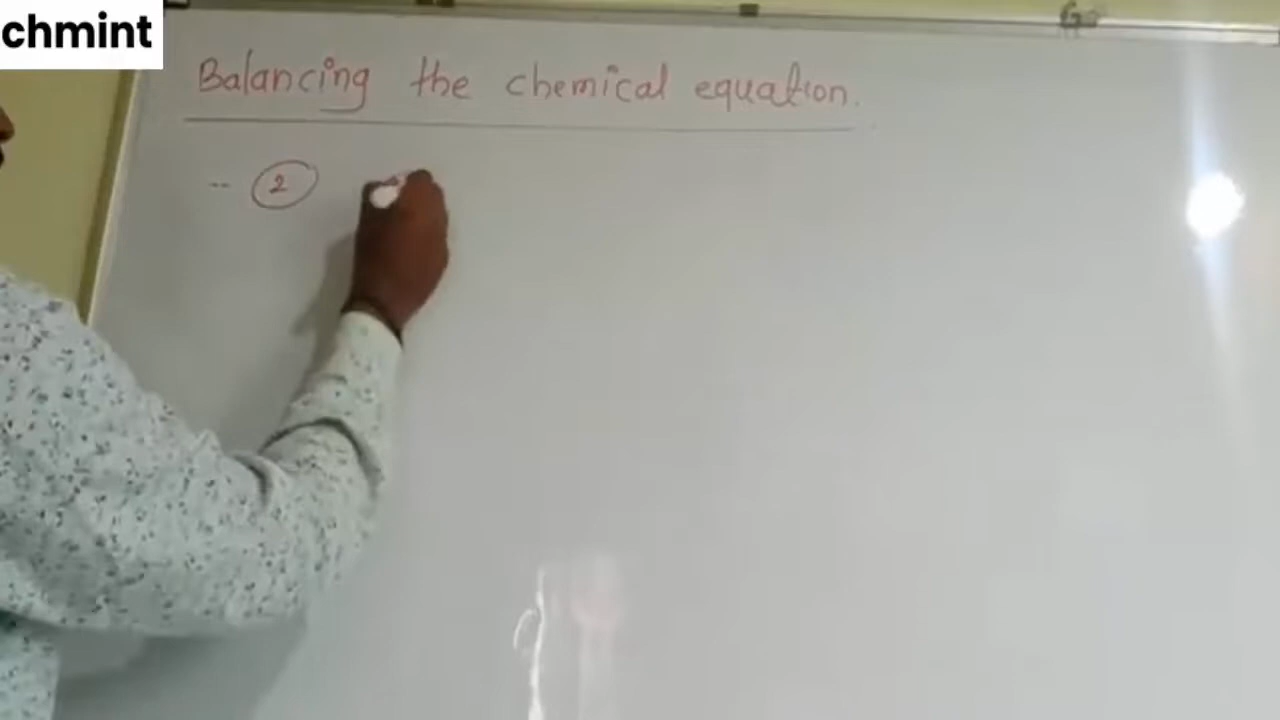 chmint
Balancing the chemical equation.
-- 2